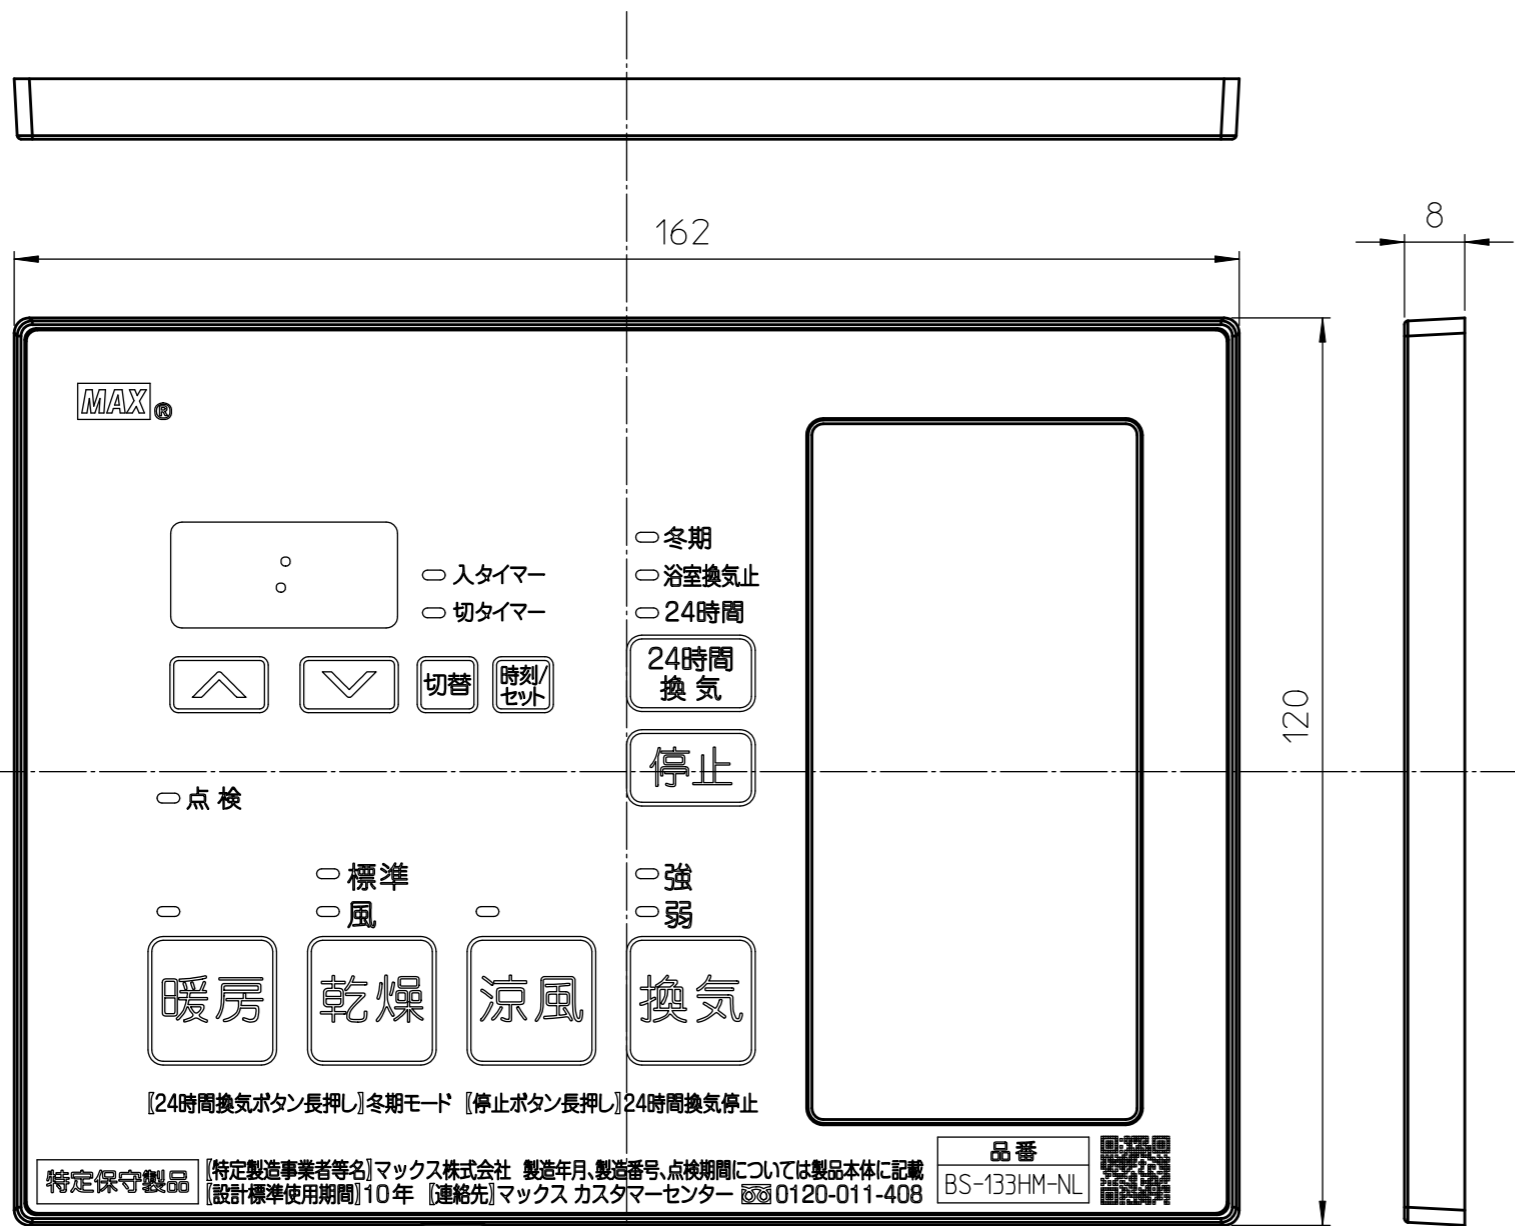 162
8
MAX®
冬期
入タイマー
浴室換気止
切タイマー
24時間
切替
時刻/
セット
24時間
換気
停止
120
点検
標準
強
風
弱
暖房
乾燥
涼風
換気
〖24時間換気ボタン長押し〗冬期モード 〖停止ボタン長押し〗24時間換気停止
特定保守製品
〖特定製造事業者等名〗マックス株式会社 製造年月、製造番号、点検期間については製品本体に記載
〖設計標準使用期間〗10年 〖連絡先〗マックス カスタマーセンター 0120-011-408
品番
BS-133HM-NL